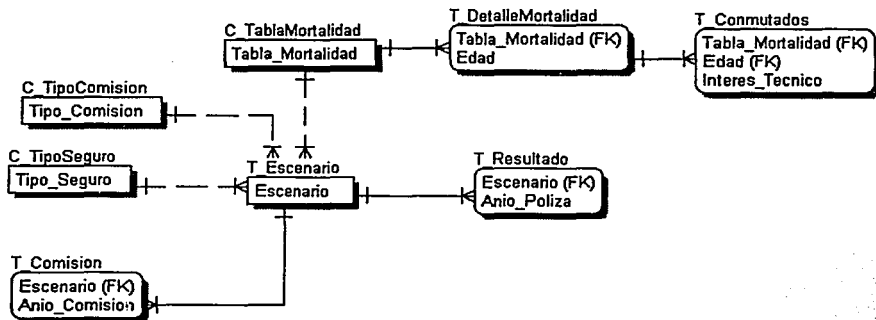 C_TablaMortalidad
Tabla_Mortalidad
T_DetalleMortalidad
Tabla_Mortalidad (FK)
Edad
T_Conmutados
Tabla_Mortalidad (FK)
Edad (FK)
Interes_Tecnico
C_TipoComision
Tipo_Comision
C_TipoSeguro
Tipo_Seguro
T_Escenario
Escenario
T_Resultado
Escenario (FK)
Anio_Poliza
T_Comision
Escenario (FK)
Anio_Comision